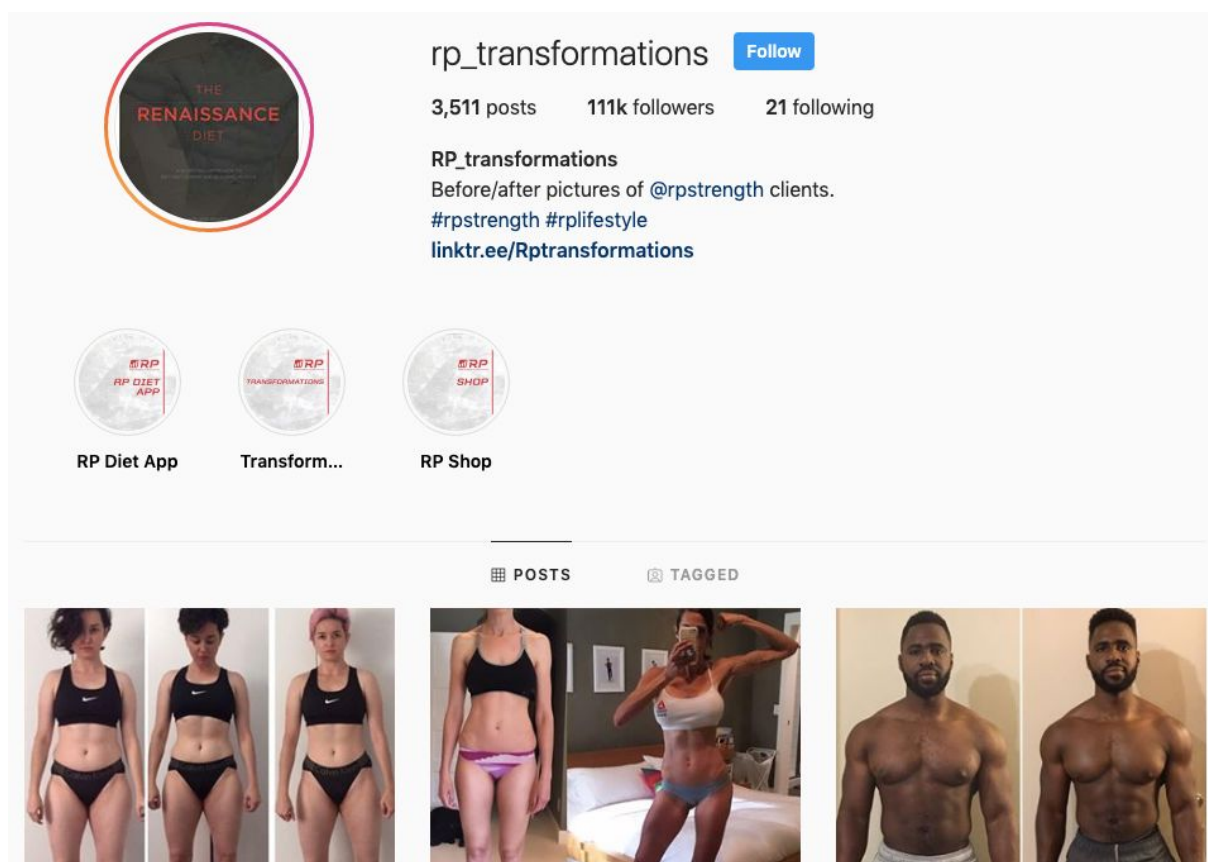 THE
RENAISSANCE
DIET
rp_transformations Follow
3,511 posts 111k followers 21 following
RP_transformations
Before/after pictures of @rpstrength clients.
#rpstrength #rplifestyle
linktr.ee/Rptransformations
RP
RP DIET
APP
RP
TRANSFORMATIONS
RP
SHOP
RP Diet App Transform... RP Shop
POSTS TAGGED